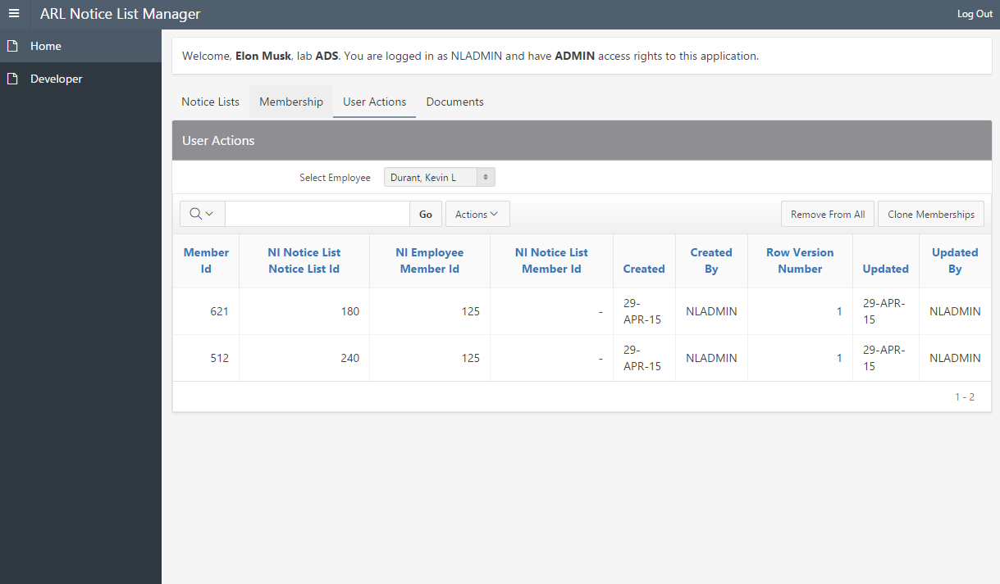 ARL Notice List Manager
Log Out
Home
Developer
Welcome, Elon Musk, lab ADS. You are logged in as NLADMIN and have ADMIN access rights to this application.
Notice Lists Membership User Actions Documents
User Actions
Select Employee Durant, Kevin L
Go Actions Remove From All Clone Memberships
Member Id NI Notice List Notice List Id NI Employee Member Id NI Notice List Member Id Created Created By Row Version Number Updated Updated By
621 180 125 - 29-APR-15 NLADMIN 1 29-APR-15 NLADMIN
512 240 125 - 29-APR-15 NLADMIN 1 29-APR-15 NLADMIN
1 - 2